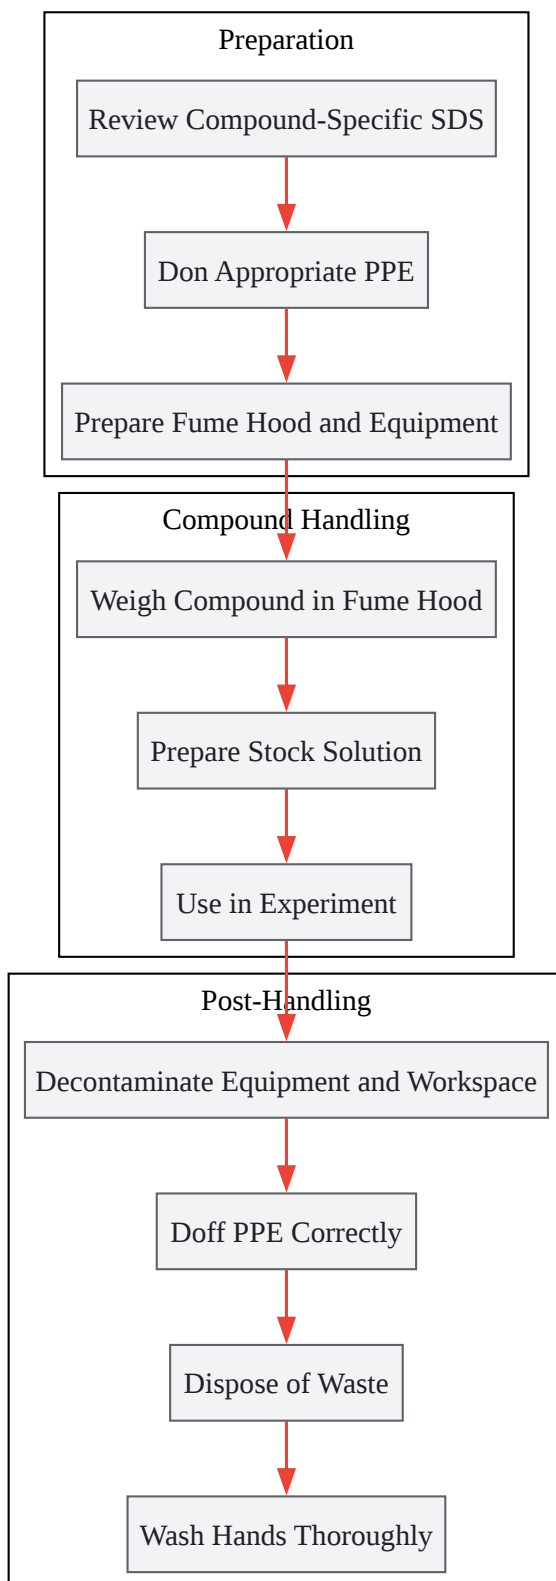 Preparation
Review Compound-Specific SDS
Don Appropriate PPE
Prepare Fume Hood and Equipment
Compound Handling
Weigh Compound in Fume Hood
Prepare Stock Solution
Use in Experiment
Post-Handling
Decontaminate Equipment and Workspace
Doff PPE Correctly
Dispose of Waste
Wash Hands Thoroughly